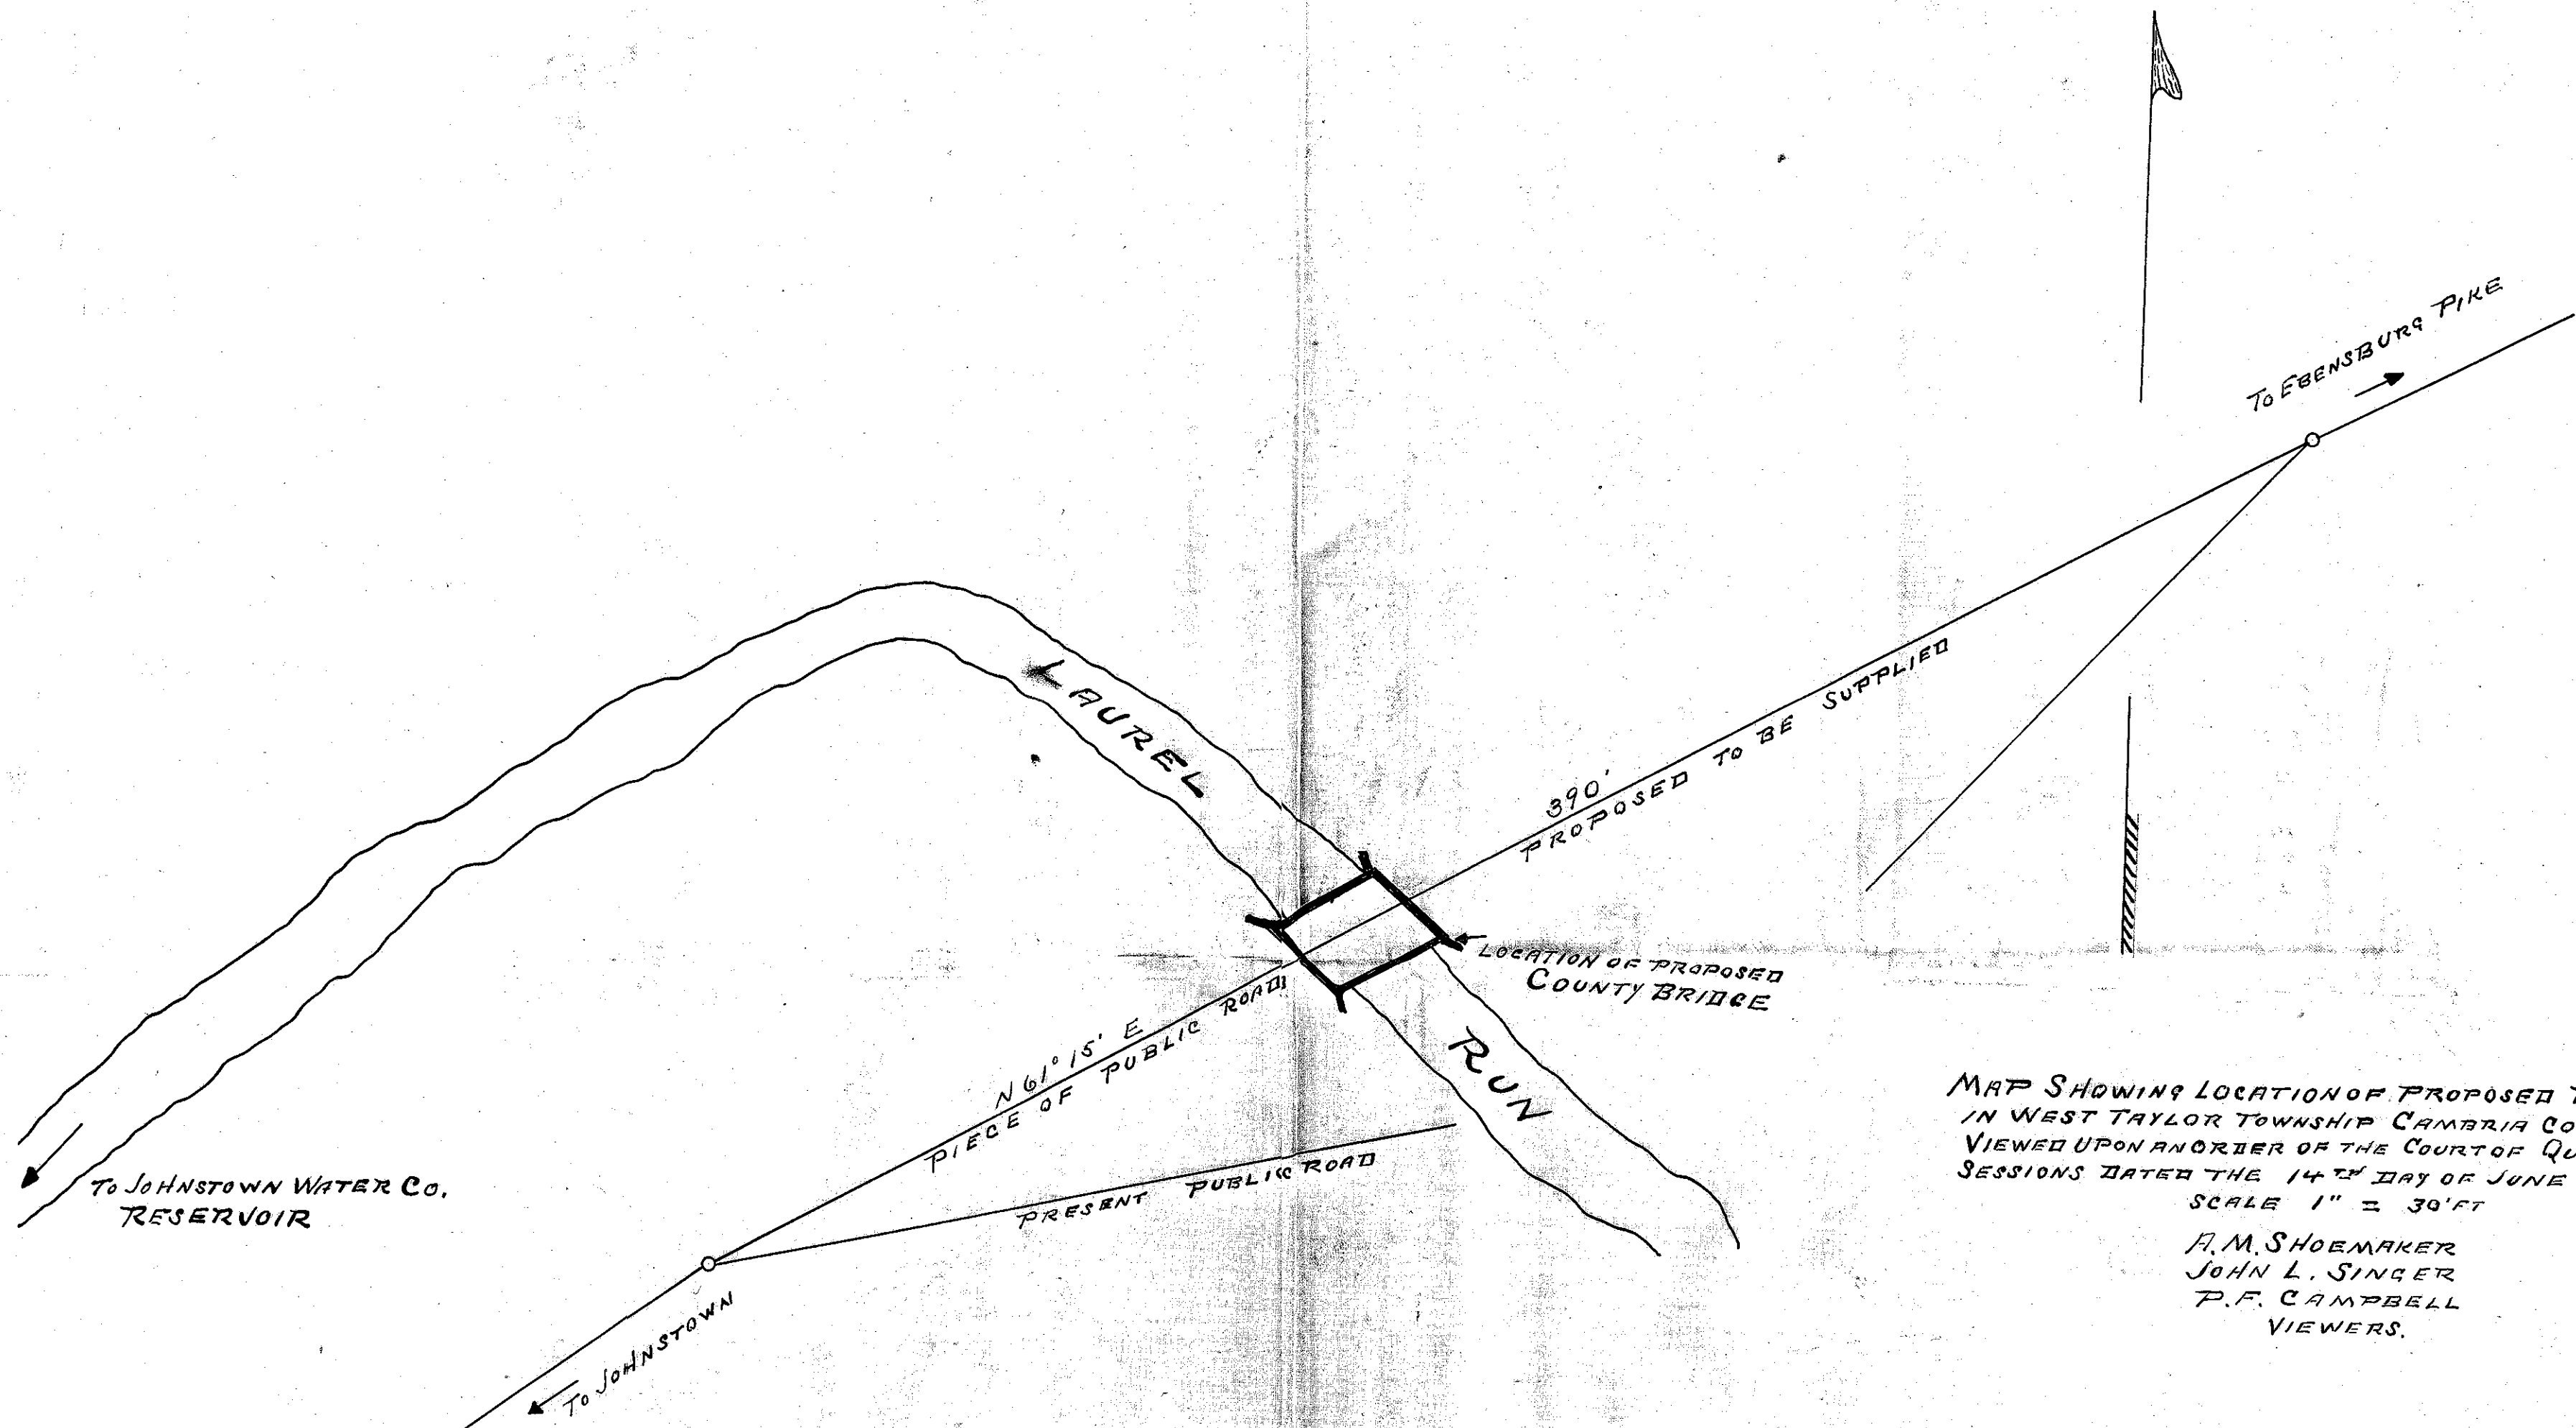 To EBENSBURG PIKE
LAUREL RUN
390'
PROPOSED TO BE SUPPLIED
LOCATION OF PROPOSED
COUNTY BRIDGE
N 61° 15' E
PIECE OF PUBLIC ROAD
PRESENT PUBLIC ROAD
To JOHNSTOWN WATER CO.
RESERVOIR
To JOHNSTOWN
MAP SHOWING LOCATION OF PROPOSED
IN WEST TAYLOR TOWNSHIP CAMBRIA CO
VIEWED UPON AN ORDER OF THE COURT OF QU
SESSIONS DATED THE 14TH DAY OF JUNE
SCALE 1" = 30' FT
A. M. SHOEMAKER
JOHN L. SINGER
P. F. CAMPBELL
VIEWERS.